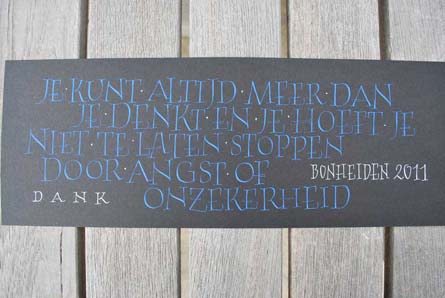 JE·KUNT·ALTIJD·MEER·DAN
JE·DENKT·EN·JE·HOEFT·JE
NIET·TE·LATEN·STOPPEN
DOOR·ANGST·OF
BONHEIDEN 2011
DANK
ONZEKERHEID